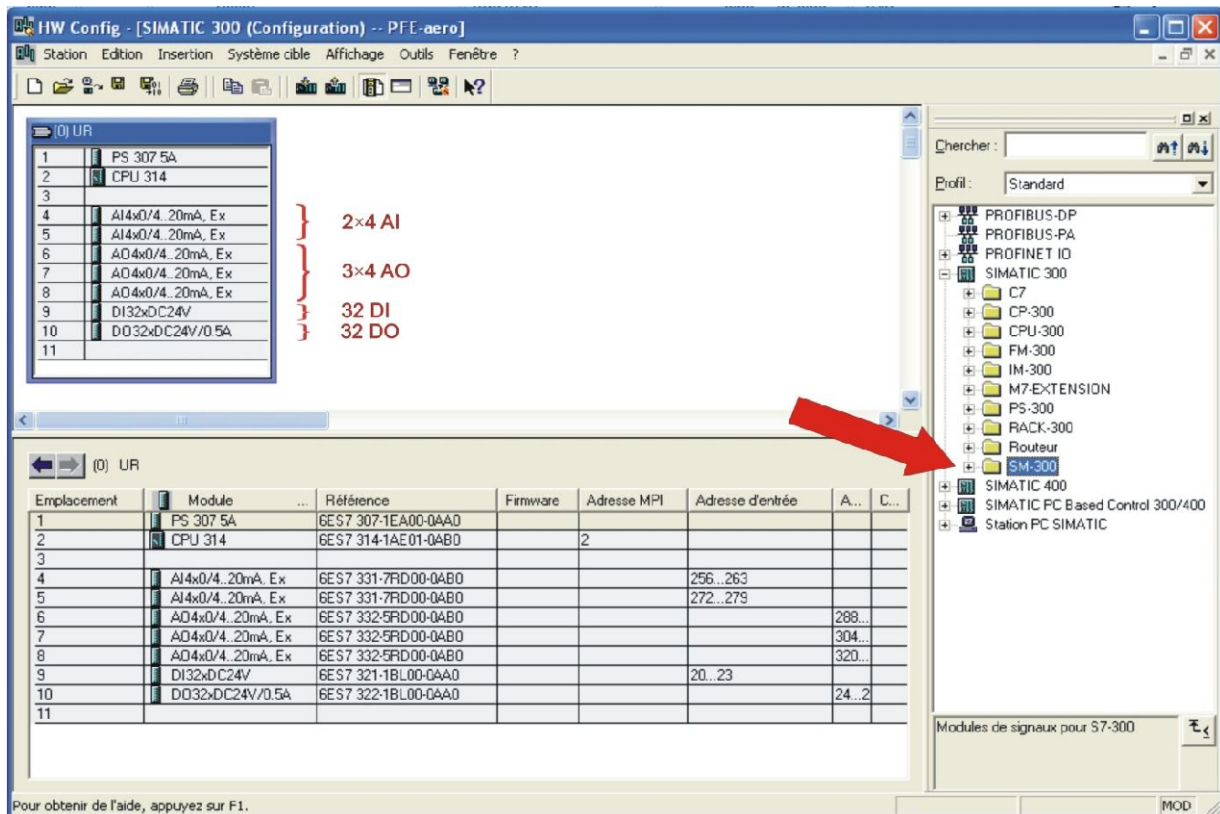 HW Config - [SIMATIC 300 (Configuration) -- PFE-aero]
Station Edition Insertion Système cible Affichage Outils Fenêtre ?
(0) UR
1 PS 307 5A
2 CPU 314
3
4 AI4x0/4..20mA, Ex
5 AI4x0/4..20mA, Ex
6 AO4x0/4..20mA, Ex
7 AO4x0/4..20mA, Ex
8 AO4x0/4..20mA, Ex
9 DI32xDC24V
10 DO32xDC24V/0.5A
11
2×4 AI
3×4 AO
32 DI
32 DO
Chercher :
Profil : Standard
PROFIBUS-DP
PROFIBUS-PA
PROFINET IO
SIMATIC 300
C7
CP-300
CPU-300
FM-300
IM-300
M7-EXTENSION
PS-300
RACK-300
Routeur
SM-300
SIMATIC 400
SIMATIC PC Based Control 300/400
Station PC SIMATIC
(0) UR
Emplacement Module ... Référence Firmware Adresse MPI Adresse d'entrée A... C...
1 PS 307 5A 6ES7 307-1EA00-0AA0
2 CPU 314 6ES7 314-1AE01-0AB0 2
3
4 AI4x0/4..20mA, Ex 6ES7 331-7RD00-0AB0 256...263
5 AI4x0/4..20mA, Ex 6ES7 331-7RD00-0AB0 272...279
6 AO4x0/4..20mA, Ex 6ES7 332-5RD00-0AB0 288...
7 AO4x0/4..20mA, Ex 6ES7 332-5RD00-0AB0 304...
8 AO4x0/4..20mA, Ex 6ES7 332-5RD00-0AB0 320...
9 DI32xDC24V 6ES7 321-1BL00-0AA0 20...23
10 DO32xDC24V/0.5A 6ES7 322-1BL00-0AA0 24...2
11
Modules de signaux pour S7-300
Pour obtenir de l'aide, appuyez sur F1.
MOD